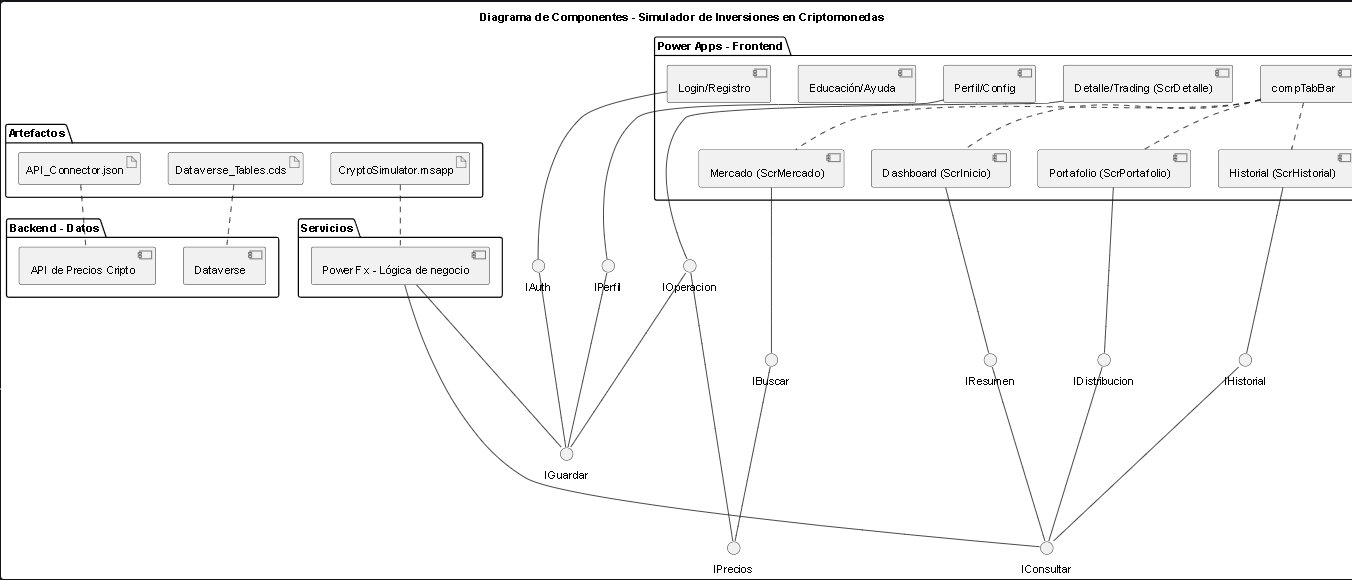 Diagrama de Componentes - Simulador de Inversiones en Criptomonedas
Power Apps - Frontend
Login/Registro
Educación/Ayuda
Perfil/Config
Detalle/Trading (ScrDetalle)
compTabBar
Artefactos
API_Connector.json
Dataverse_Tables.cds
CryptoSimulator.msapp
Mercado (ScrMercado)
Dashboard (ScrInicio)
Portafolio (ScrPortafolio)
Historial (ScrHistorial)
Backend - Datos
Servicios
API de Precios Cripto
Dataverse
Power Fx - Lógica de negocio
IAuth
IPerfil
IOperacion
IBuscar
IResumen
IDistribucion
IHistorial
IGuardar
IPrecios
IConsultar